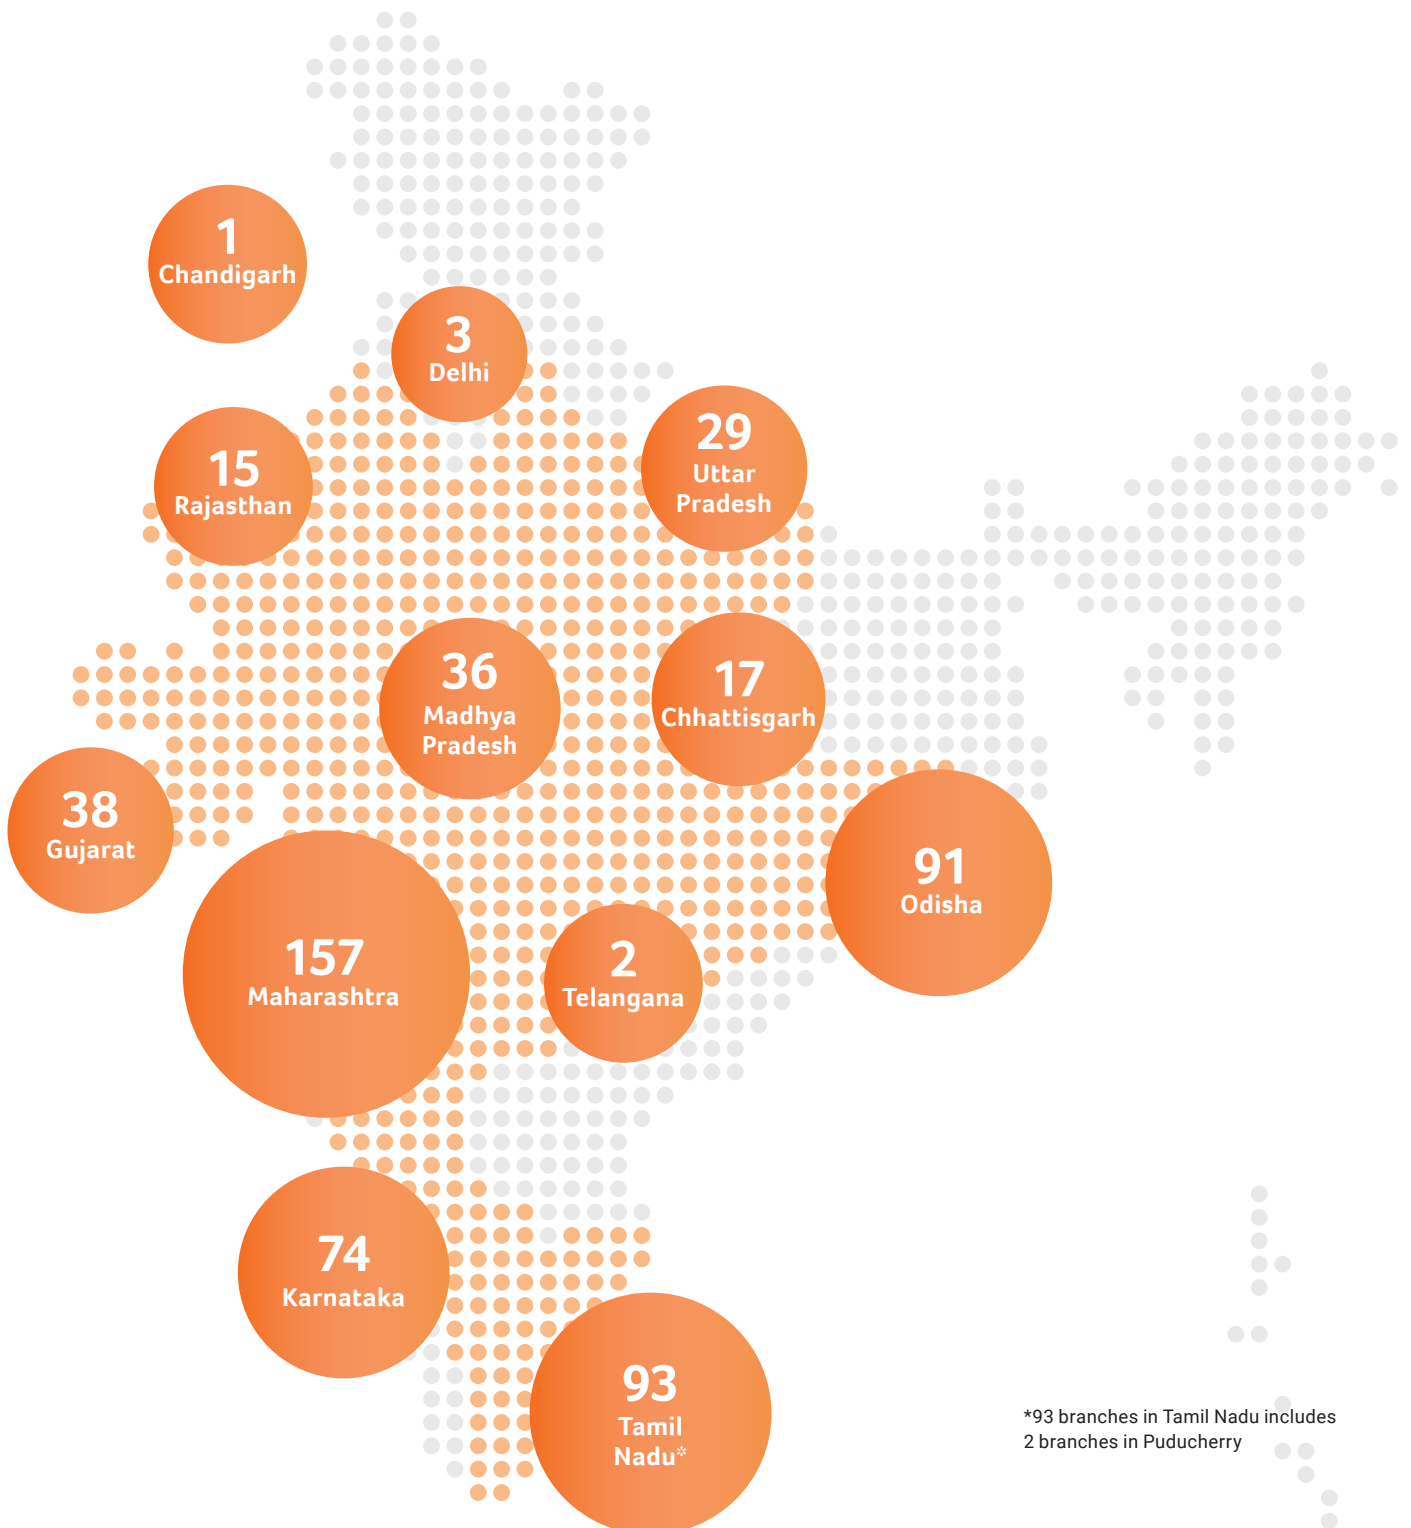 1
Chandigarh
3
Delhi
29
Uttar
Pradesh
15
Rajasthan
36
Madhya
Pradesh
17
Chhattisgarh
38
Gujarat
91
Odisha
157
Maharashtra
2
Telangana
74
Karnataka
93
Tamil
Nadu*
*93 branches in Tamil Nadu includes
2 branches in Puducherry